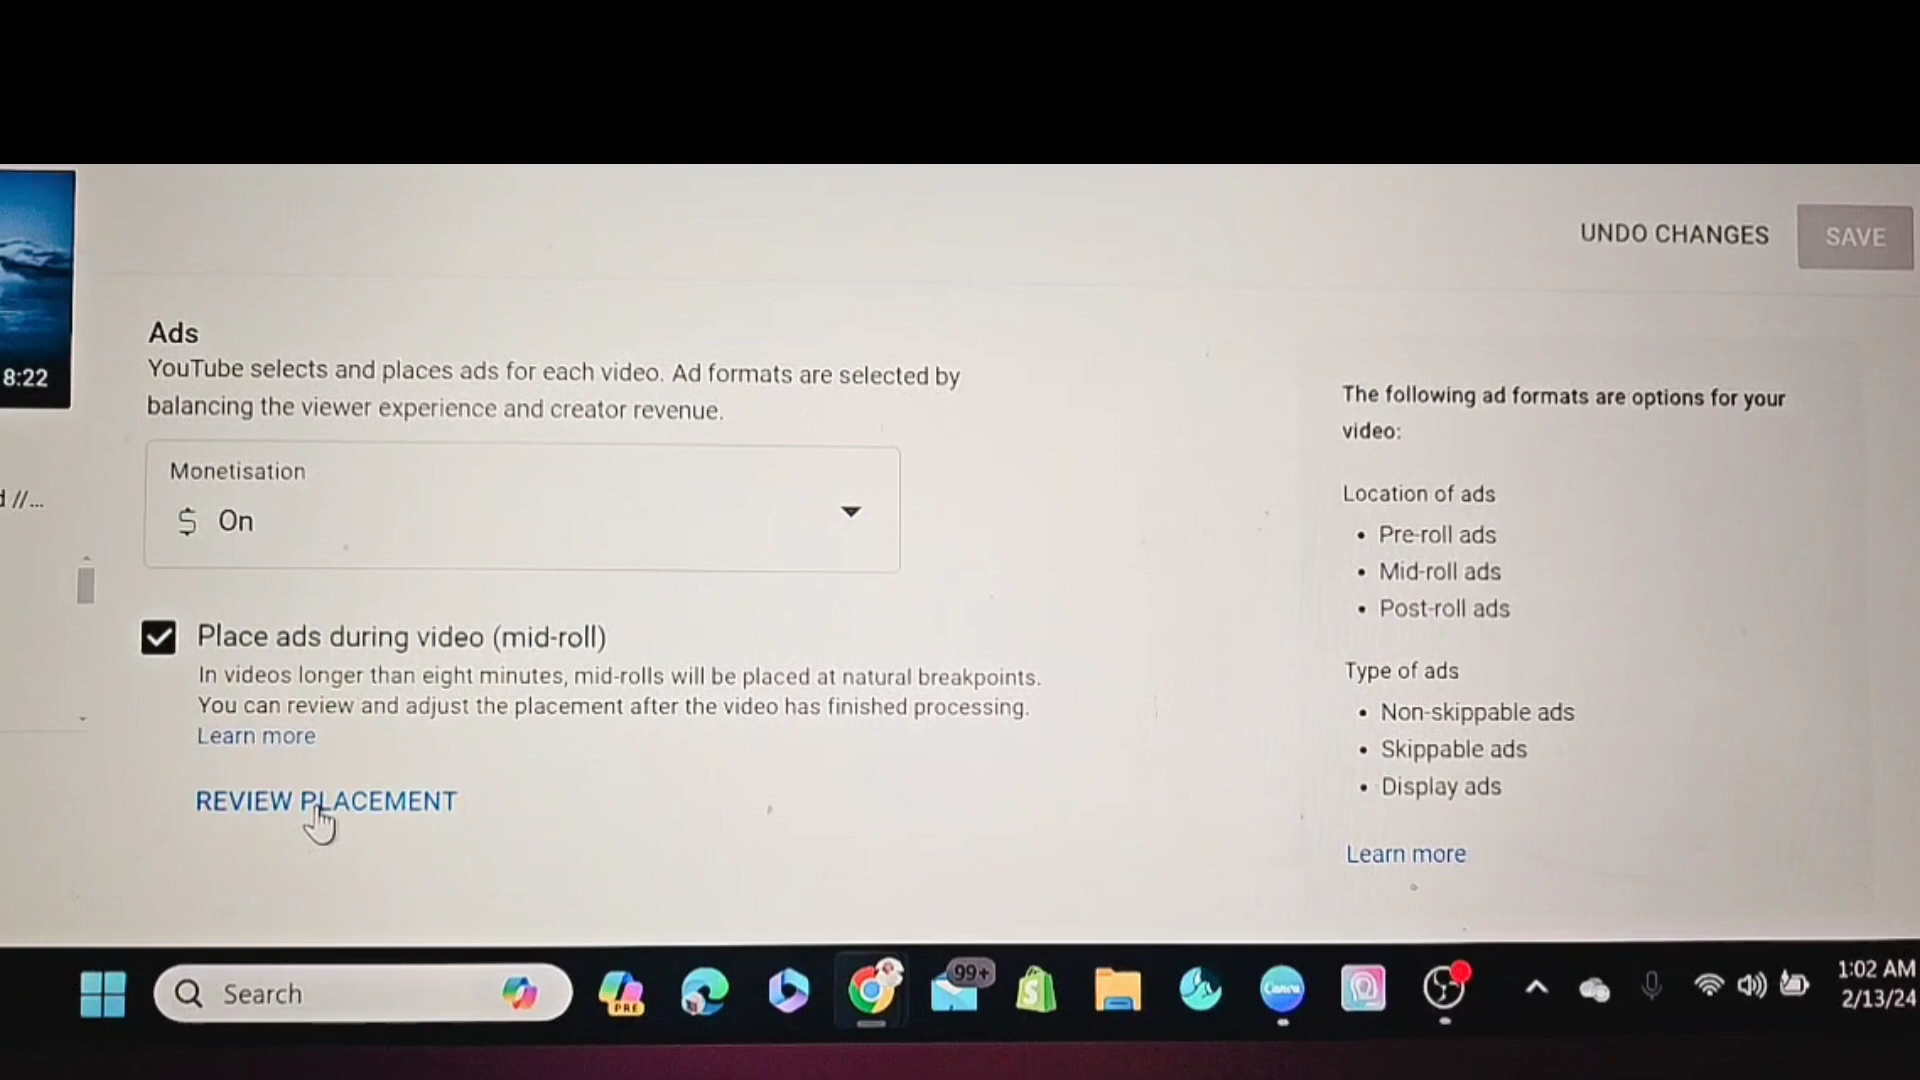 UNDO CHANGES
SAVE
8:22
d //...
Ads
YouTube selects and places ads for each video. Ad formats are selected by
balancing the viewer experience and creator revenue.
Monetisation
$ On
Place ads during video (mid-roll)
In videos longer than eight minutes, mid-rolls will be placed at natural breakpoints.
You can review and adjust the placement after the video has finished processing.
Learn more
REVIEW PLACEMENT
The following ad formats are options for your
video:
Location of ads
• Pre-roll ads
• Mid-roll ads
• Post-roll ads
Type of ads
• Non-skippable ads
• Skippable ads
• Display ads
Learn more
Search
PRE
99+
Canva
1:02 AM
2/13/24